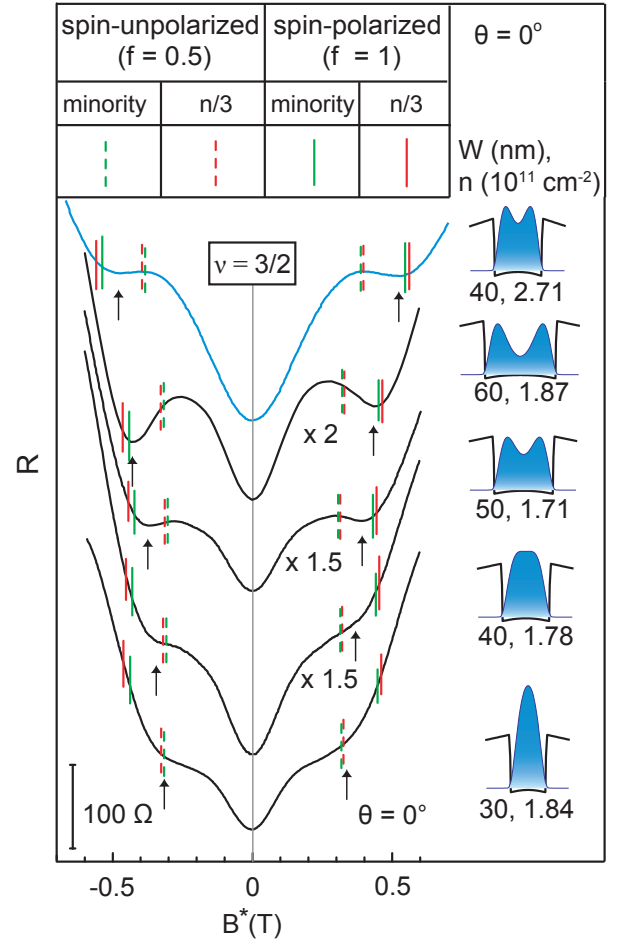 spin-unpolarized
(f = 0.5)
spin-polarized
(f = 1)
θ = 0°
minority
n/3
minority
n/3
W (nm),
n (10¹¹ cm⁻²)
ν = 3/2
40, 2.71
60, 1.87
x 2
50, 1.71
x 1.5
40, 1.78
x 1.5
30, 1.84
100 Ω
θ = 0°
R
-0.5
0
0.5
B*(T)